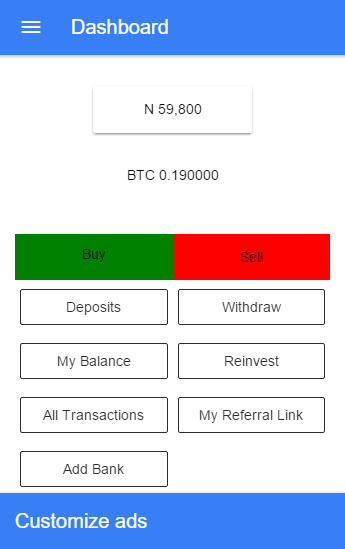 Dashboard
N 59,800
BTC 0.190000
Buy
Sell
Deposits
Withdraw
My Balance
Reinvest
All Transactions
My Referral Link
Add Bank
Customize ads